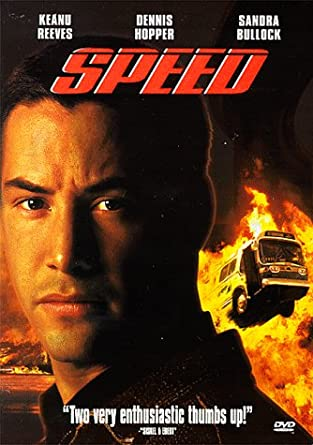 KEANU DENNIS SANDRA
REEVES HOPPER BULLOCK
SPEED
"Two very enthusiastic thumbs up!"
-"SISKEL & EBERT"
DVD